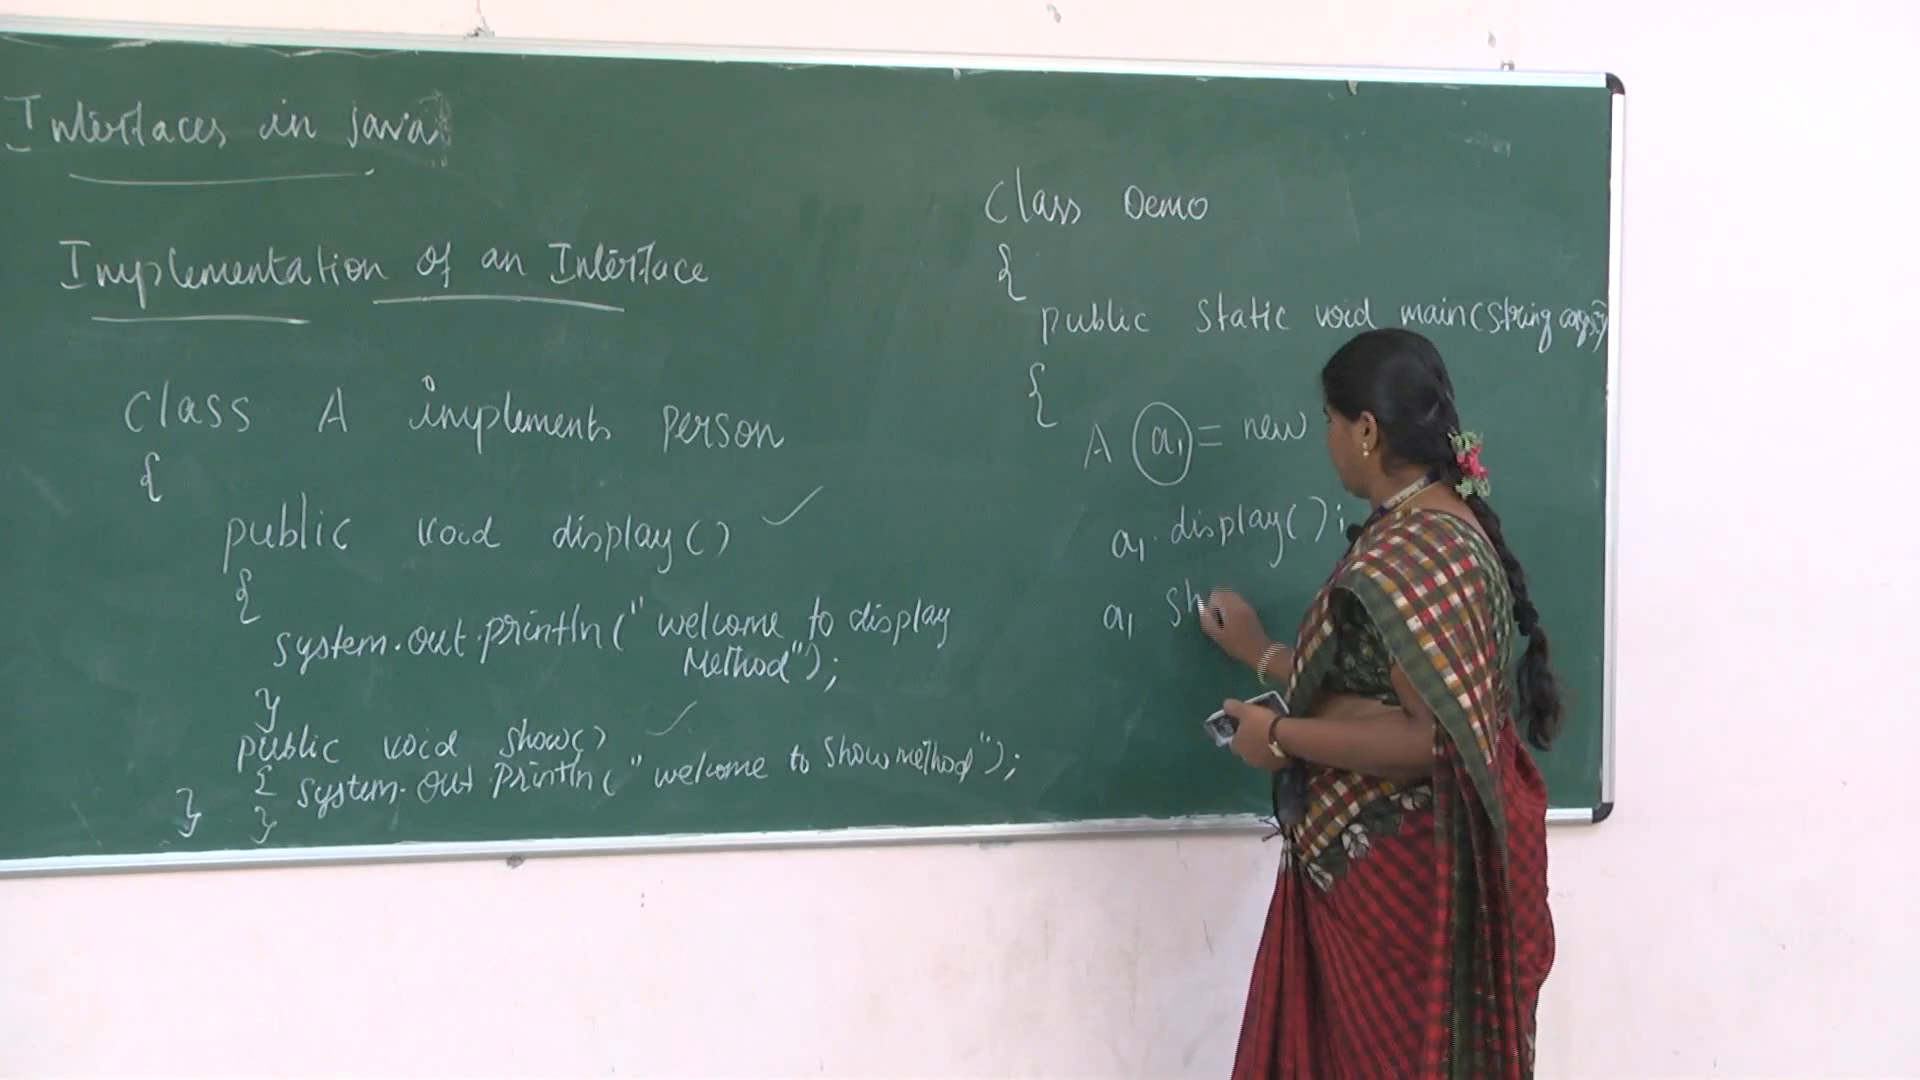 Interfaces in java
Implementation of an Interface
class A implements person
{
public void display()
{
system.out.println("welcome to display
Method");
}
public void show()
{ system.out.println("welcome to show method");
}
}
class Demo
{
public static void main(string
{
A a1 = new
a1.display();
a1.sh